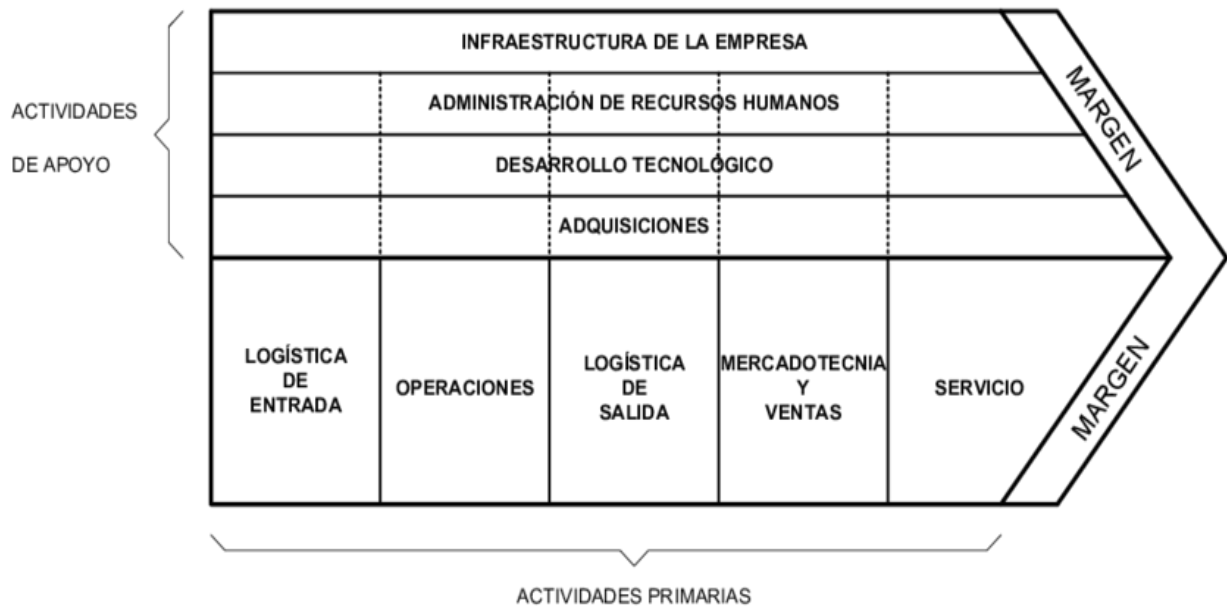 INFRAESTRUCTURA DE LA EMPRESA
ADMINISTRACIÓN DE RECURSOS HUMANOS
DESARROLLO TECNOLÓGICO
ADQUISICIONES
ACTIVIDADES
DE APOYO
MARGEN
LOGÍSTICA
DE
ENTRADA
OPERACIONES
LOGÍSTICA
DE
SALIDA
MERCADOTECNIA
Y
VENTAS
SERVICIO
MARGEN
ACTIVIDADES PRIMARIAS